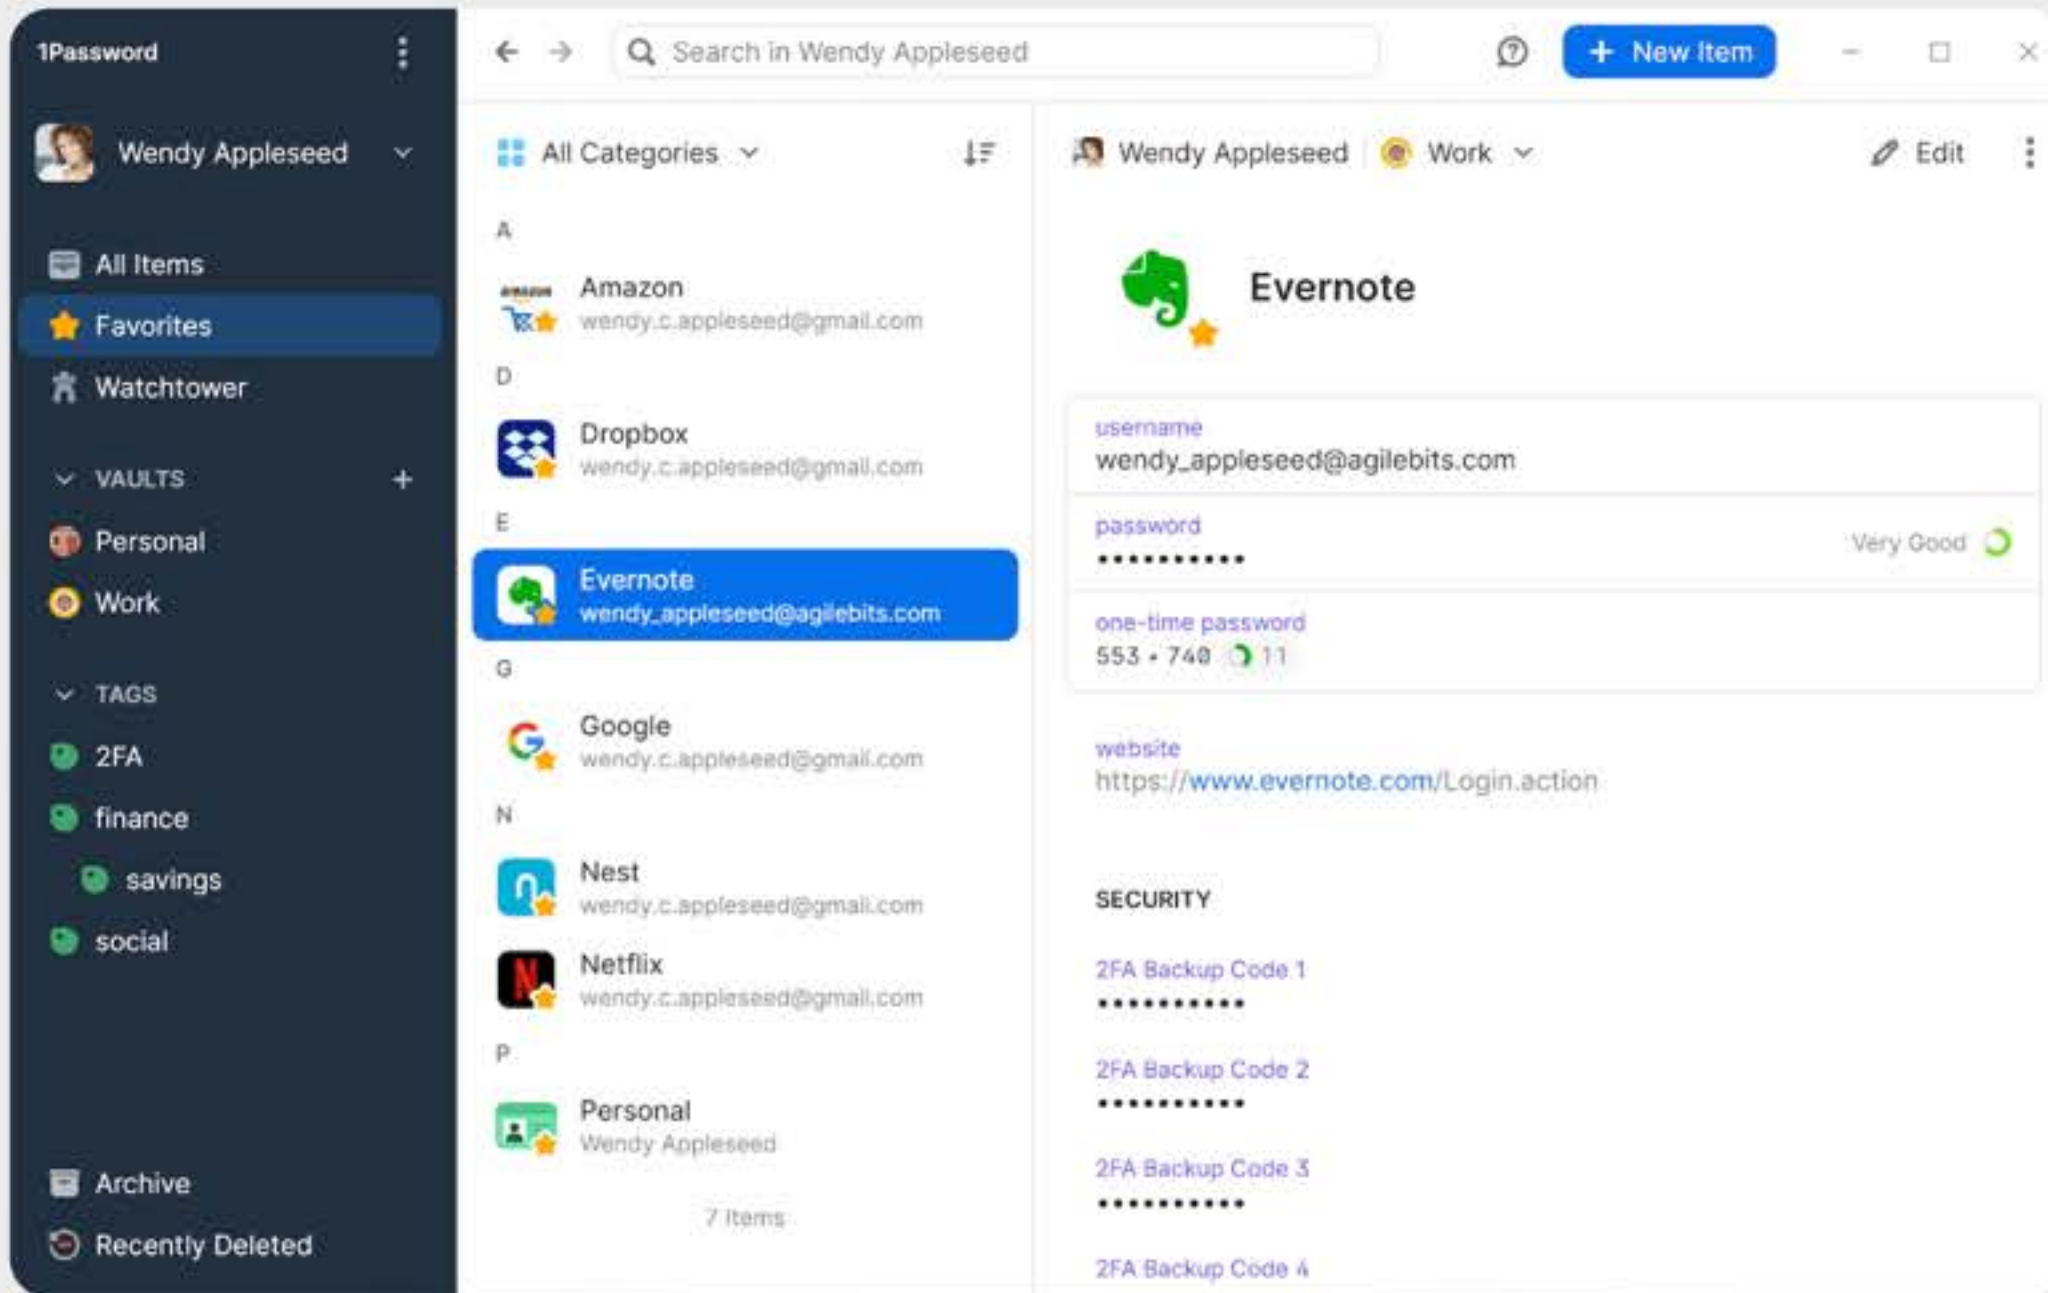 1Password
Wendy Appleseed
All Items
Favorites
Watchtower
VAULTS
Personal
Work
TAGS
2FA
finance
savings
social
Archive
Recently Deleted
Search in Wendy Appleseed
+ New Item
All Categories
A
amazon
Amazon
wendy.c.appleseed@gmail.com
D
Dropbox
wendy.c.appleseed@gmail.com
E
Evernote
wendy_appleseed@agilebits.com
G
Google
wendy.c.appleseed@gmail.com
N
Nest
wendy.c.appleseed@gmail.com
Netflix
wendy.c.appleseed@gmail.com
P
Personal
Wendy Appleseed
7 Items
Wendy Appleseed Work
Edit
Evernote
username
wendy_appleseed@agilebits.com
password
•••••••••• Very Good
one-time password
553 • 740 11
website
https://www.evernote.com/Login.action
SECURITY
2FA Backup Code 1
••••••••••
2FA Backup Code 2
••••••••••
2FA Backup Code 3
••••••••••
2FA Backup Code 4